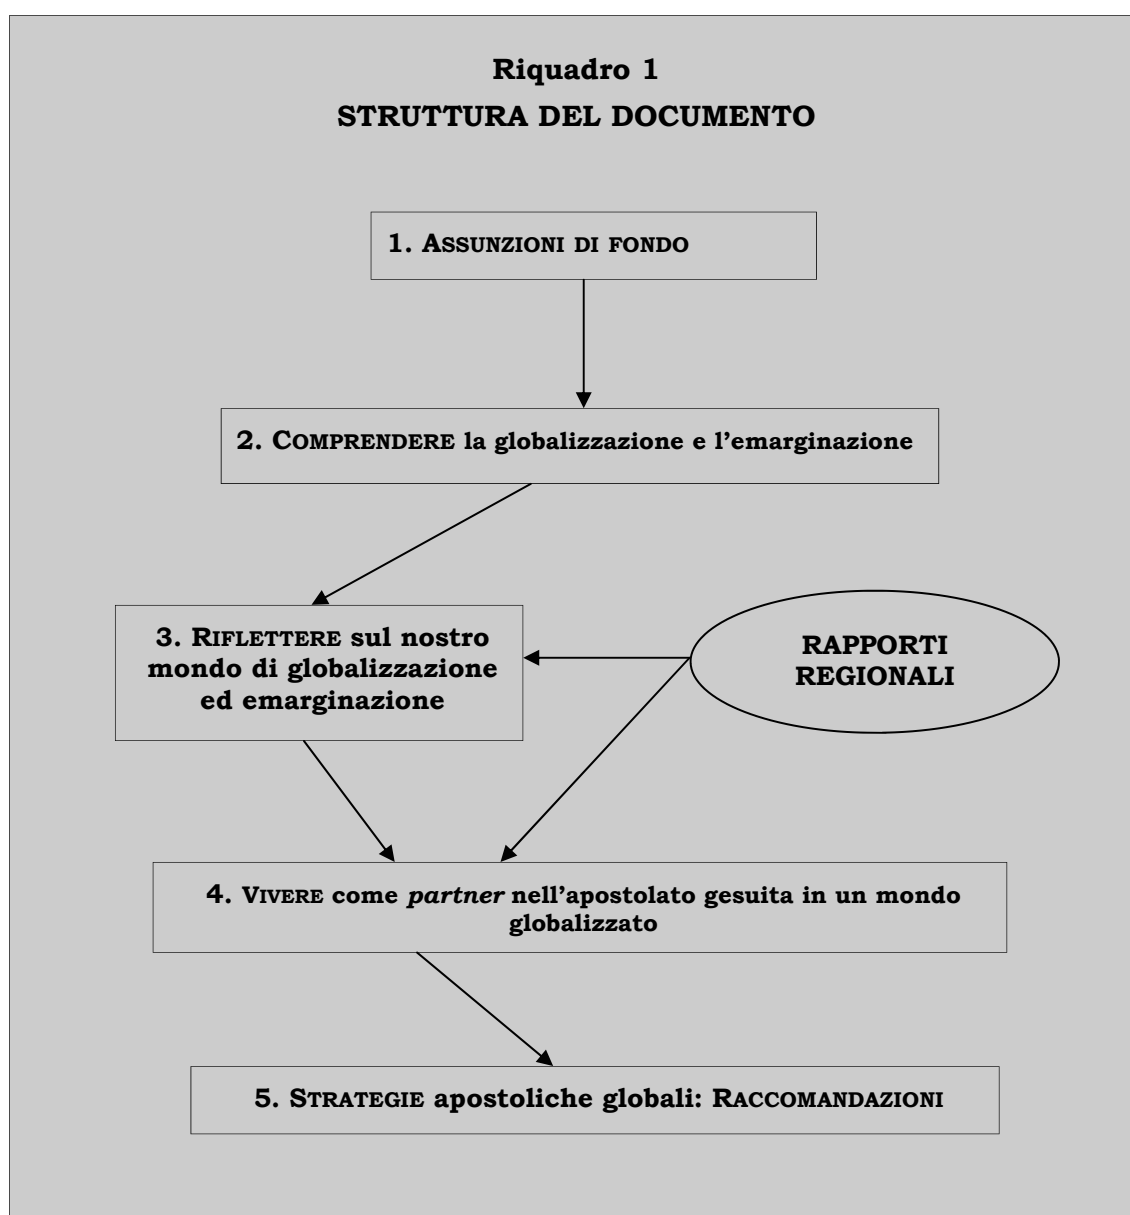 Riquadro 1
STRUTTURA DEL DOCUMENTO
1. ASSUNZIONI DI FONDO
2. COMPRENDERE la globalizzazione e l’emarginazione
3. RIFLETTERE sul nostro
mondo di globalizzazione
ed emarginazione
RAPPORTI
REGIONALI
4. VIVERE come partner nell’apostolato gesuita in un mondo
globalizzato
5. STRATEGIE apostoliche globali: RACCOMANDAZIONI